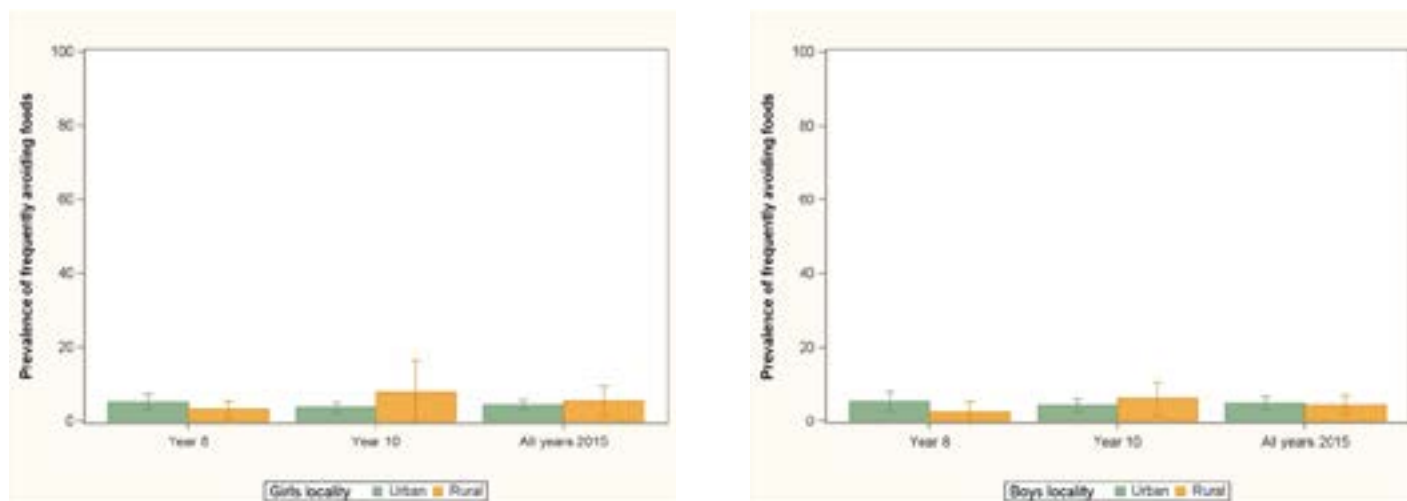 Prevalence of frequently avoiding foods
100
80
60
40
20
0
Year 8
Year 10
All years 2015
Girls locality
Urban
Rural
Prevalence of frequently avoiding foods
100
80
60
40
20
0
Year 8
Year 10
All years 2015
Boys locality
Urban
Rural